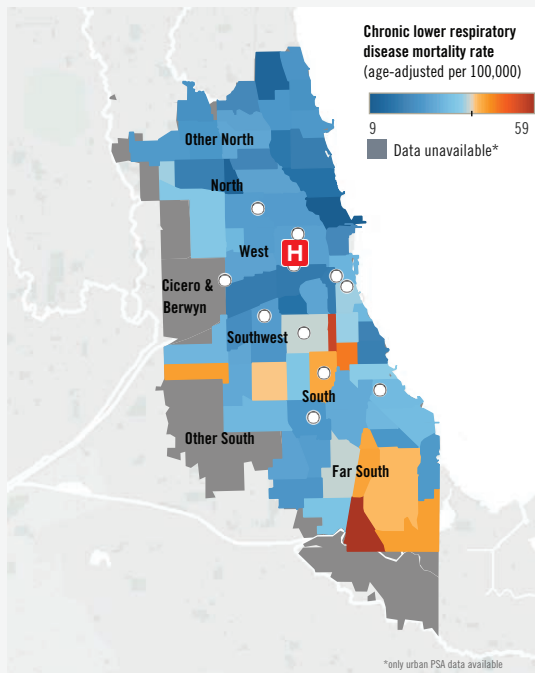 Chronic lower respiratory
disease mortality rate
(age-adjusted per 100,000)
9 59
Data unavailable*
Other North
North
West
H
Cicero &
Berwyn
Southwest
South
Other South
Far South
*only urban PSA data available